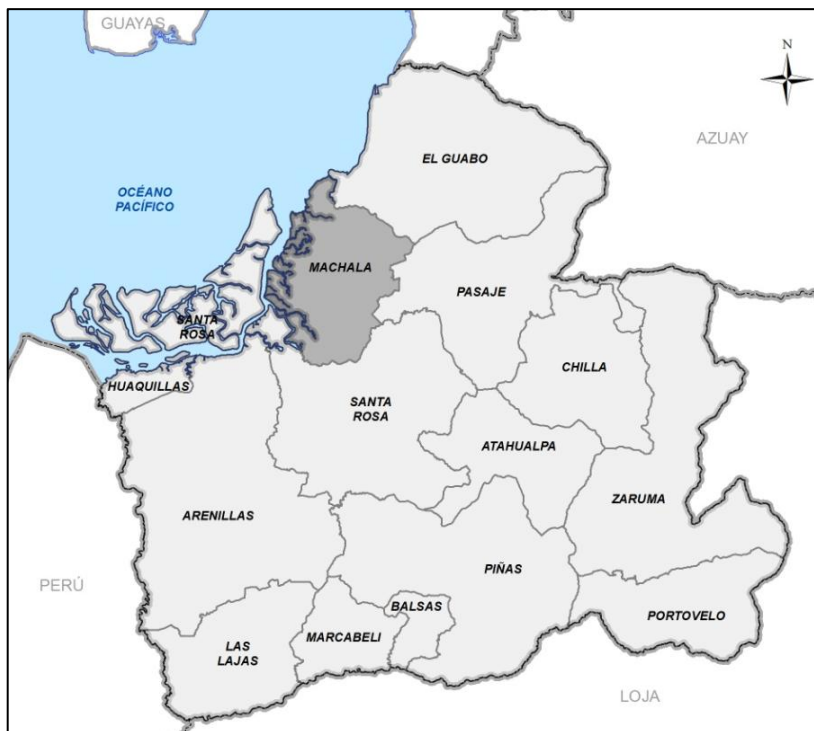 GUAYAS
N
AZUAY
EL GUABO
OCÉANO
PACÍFICO
MACHALA
PASAJE
SANTA
ROSA
CHILLA
HUAQUILLAS
SANTA
ROSA
ATAHUALPA
ZARUMA
ARENILLAS
PIÑAS
PERÚ
BALSAS
PORTOVELO
MARCABELI
LAS
LAJAS
LOJA